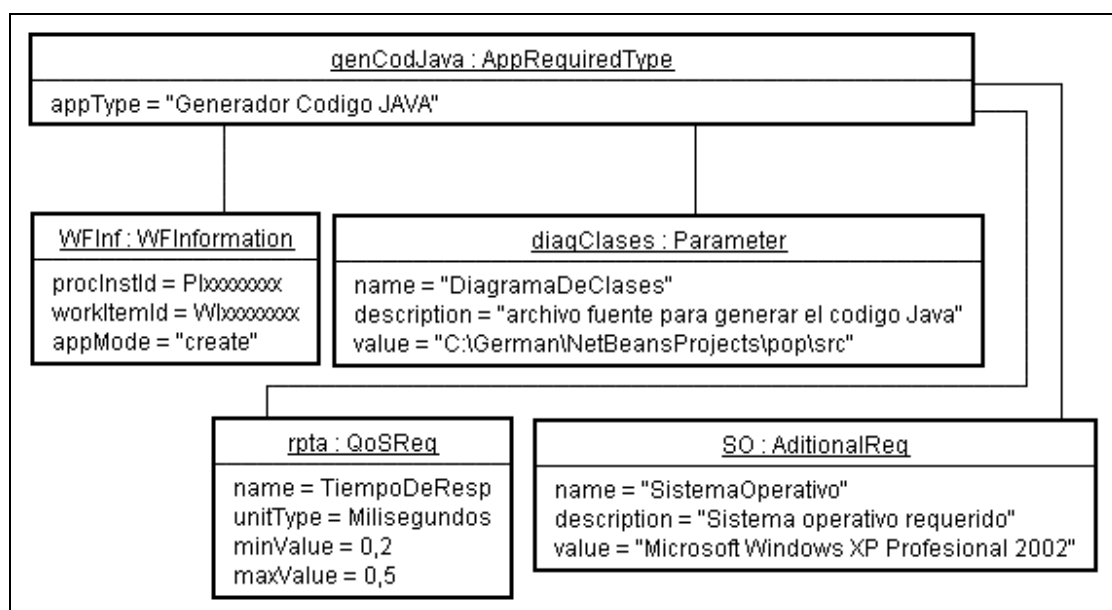 genCodJava : AppRequiredType
appType = "Generador Codigo JAVA"
WFInf : WFInformation
procInstId = PIxxxxxxxx
workItemId = WIxxxxxxxx
appMode = "create"
diagClases : Parameter
name = "DiagramaDeClases"
description = "archivo fuente para generar el codigo Java"
value = "C:\German\NetBeansProjects\pop\src"
rpta : QoSReq
name = TiempoDeResp
unitType = Milisegundos
minValue = 0,2
maxValue = 0,5
SO : AditionalReq
name = "SistemaOperativo"
description = "Sistema operativo requerido"
value = "Microsoft Windows XP Profesional 2002"